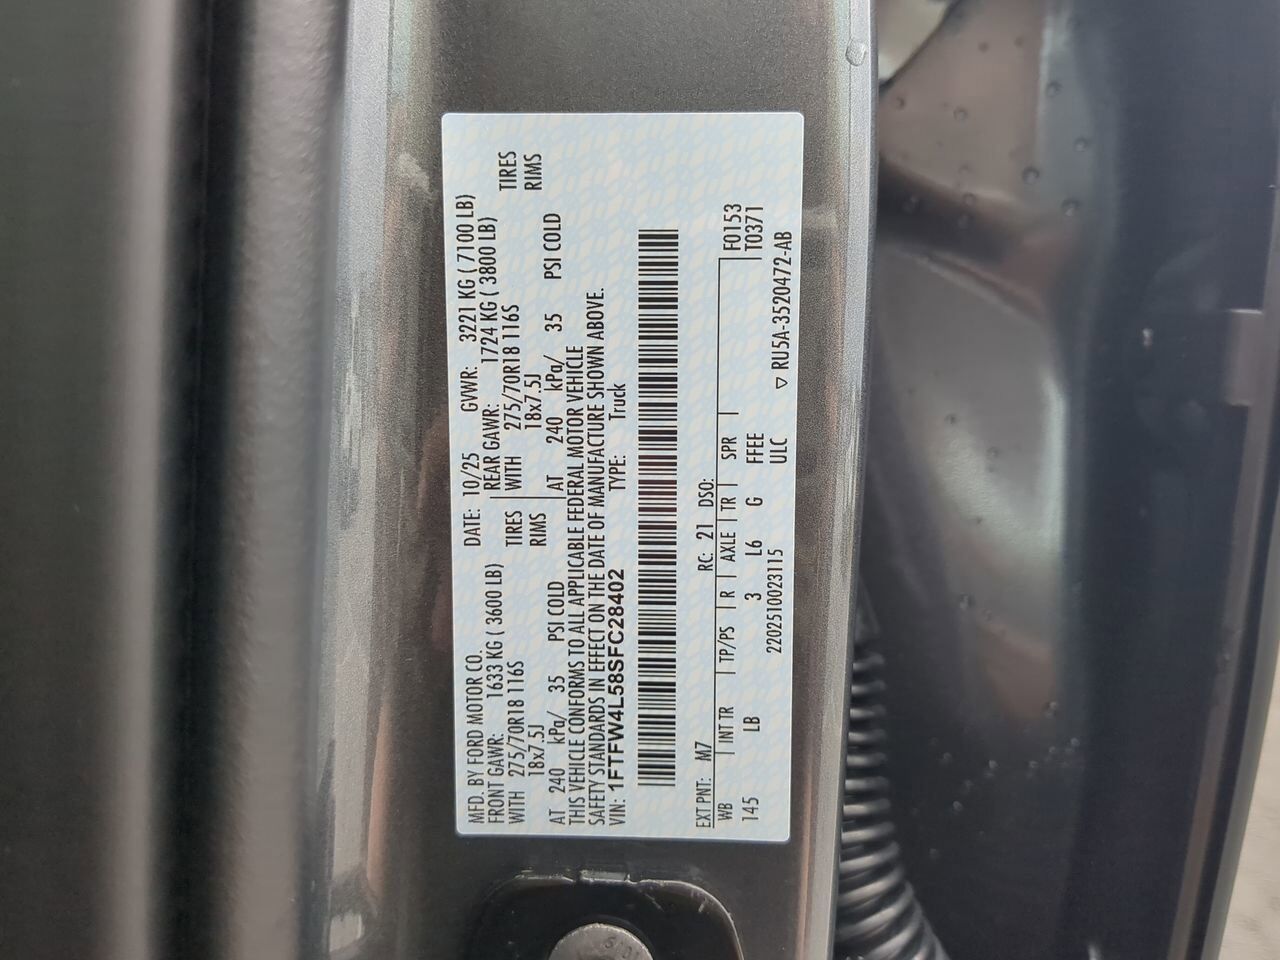 MFD. BY FORD MOTOR CO.
DATE: 10/25 GVWR: 3221 KG ( 7100 LB)
FRONT GAWR: 1633 KG ( 3600 LB)
REAR GAWR: 1724 KG ( 3800 LB)
WITH 275/70R18 116S TIRES
WITH 275/70R18 116S TIRES
18x7.5J RIMS
18x7.5J RIMS
AT 240 kPa/ 35 PSI COLD
AT 240 kPa/ 35 PSI COLD
THIS VEHICLE CONFORMS TO ALL APPLICABLE FEDERAL MOTOR VEHICLE
SAFETY STANDARDS IN EFFECT ON THE DATE OF MANUFACTURE SHOWN ABOVE.
VIN: 1FTFW4L58SFC28402 TYPE: Truck
EXT PNT: M7 RC: 21 DSO:
F0153
WB INT TR TP/PS R AXLE TR SPR
T0371
145 LB 3 L6 G FFEE
2202510023115 ULC ▽ RU5A-3520472-AB